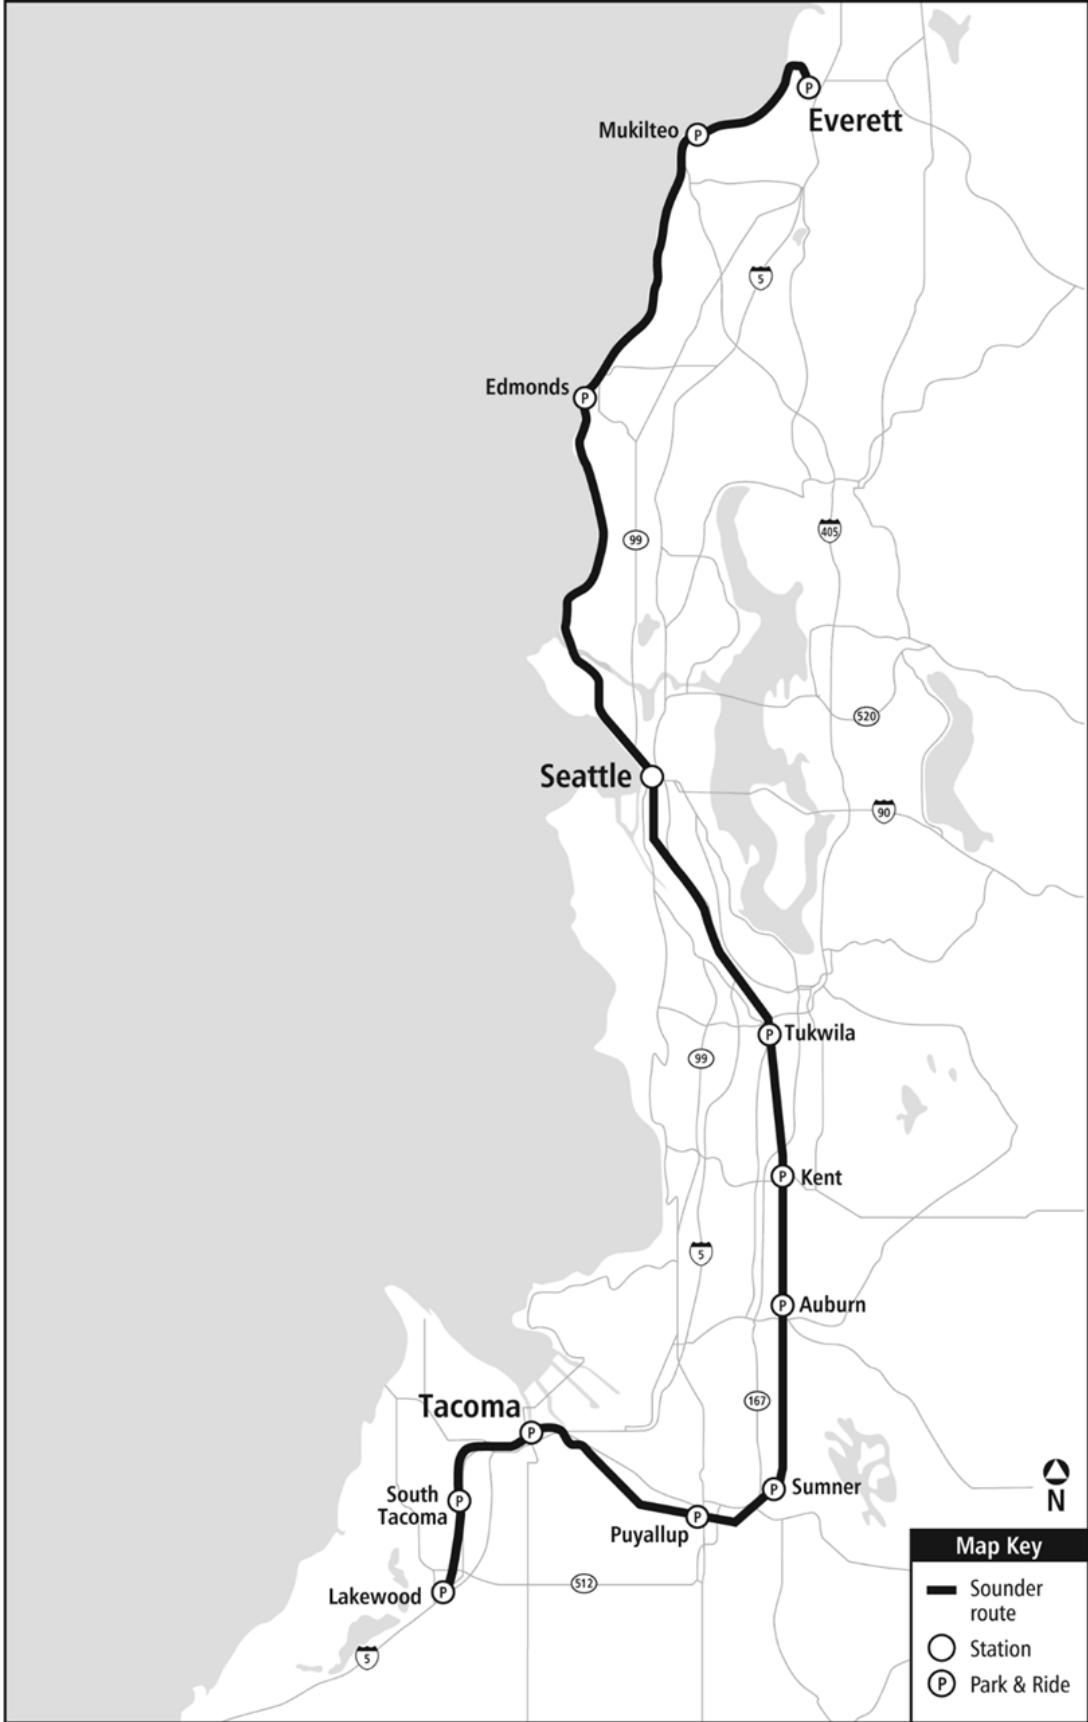 P
Everett
Mukilteo
P
5
Edmonds
P
99
405
520
Seattle
90
P
Tukwila
99
P
Kent
5
P
Auburn
167
Tacoma
P
South
Tacoma
P
P
Sumner
P
Puyallup
N
Lakewood
P
512
5
Map Key
Sounder
route
Station
P
Park & Ride